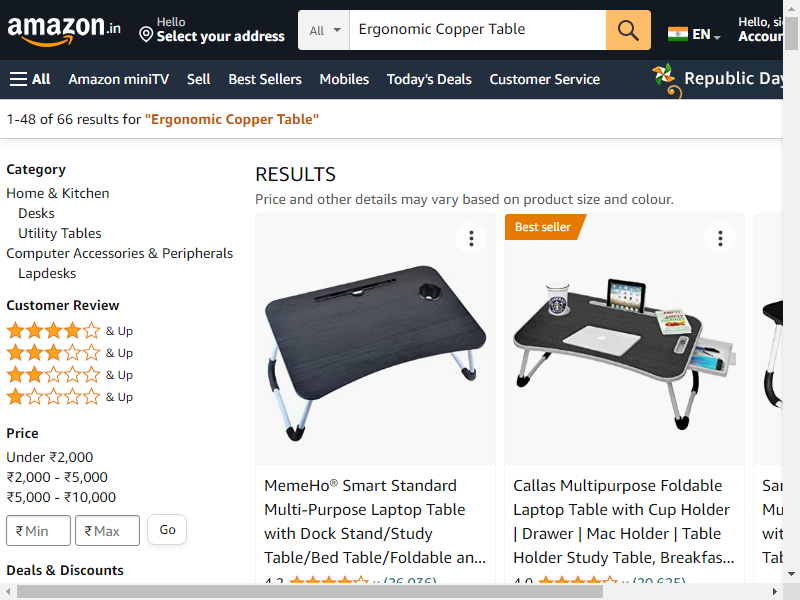 amazon.in
Hello
Select your address
All
Ergonomic Copper Table
EN
Hello, si
Accour
All
Amazon miniTV
Sell
Best Sellers
Mobiles
Today's Deals
Customer Service
Republic Day
1-48 of 66 results for "Ergonomic Copper Table"
Category
Home & Kitchen
Desks
Utility Tables
Computer Accessories & Peripherals
Lapdesks
Customer Review
& Up
& Up
& Up
& Up
Price
Under ₹2,000
₹2,000 - ₹5,000
₹5,000 - ₹10,000
₹ Min
₹ Max
Go
Deals & Discounts
RESULTS
Price and other details may vary based on product size and colour.
MemeHo® Smart Standard
Multi-Purpose Laptop Table
with Dock Stand/Study
Table/Bed Table/Foldable an...
4.2
(26,036)
Best seller
Callas Multipurpose Foldable
Laptop Table with Cup Holder
| Drawer | Mac Holder | Table
Holder Study Table, Breakfas...
4.0
(20,625)
Mu
wit
Tab